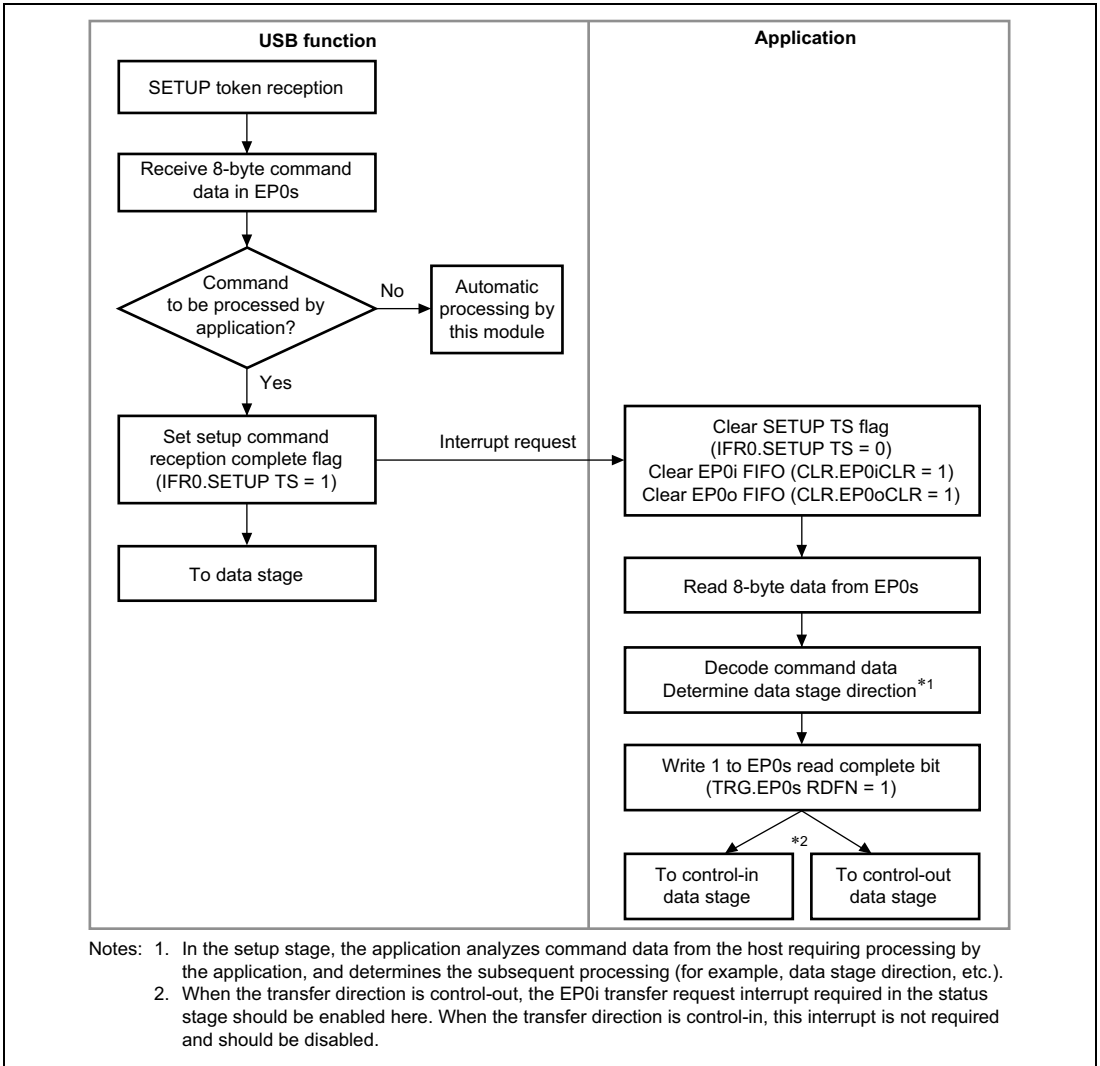 USB function
Application
SETUP token reception
Receive 8-byte command
data in EP0s
Command
to be processed by
application?
No
Automatic
processing by
this module
Yes
Set setup command
reception complete flag
(IFR0.SETUP TS = 1)
Interrupt request
Clear SETUP TS flag
(IFR0.SETUP TS = 0)
Clear EP0i FIFO (CLR.EP0iCLR = 1)
Clear EP0o FIFO (CLR.EP0oCLR = 1)
To data stage
Read 8-byte data from EP0s
Decode command data
Determine data stage direction*1
Write 1 to EP0s read complete bit
(TRG.EP0s RDFN = 1)
*2
To control-in
data stage
To control-out
data stage
Notes: 1. In the setup stage, the application analyzes command data from the host requiring processing by
the application, and determines the subsequent processing (for example, data stage direction, etc.).
2. When the transfer direction is control-out, the EP0i transfer request interrupt required in the status
stage should be enabled here. When the transfer direction is control-in, this interrupt is not required
and should be disabled.